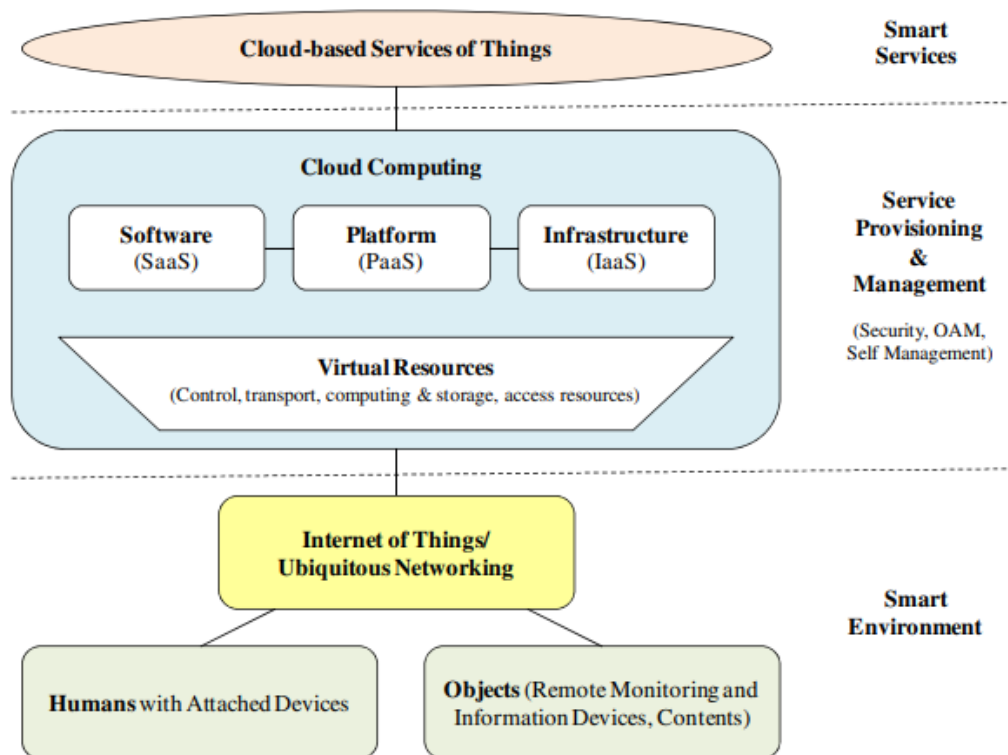 Cloud-based Services of Things
Smart
Services
Cloud Computing
Software
(SaaS)
Platform
(PaaS)
Infrastructure
(IaaS)
Service
Provisioning
&
Management
(Security, OAM,
Self Management)
Virtual Resources
(Control, transport, computing & storage, access resources)
Internet of Things/
Ubiquitous Networking
Smart
Environment
Humans with Attached Devices
Objects (Remote Monitoring and
Information Devices, Contents)